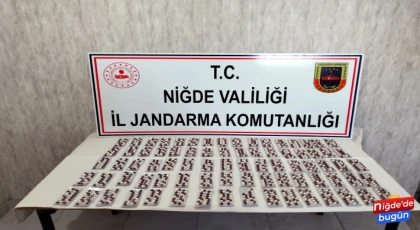 T.C.
NİĞDE VALİLİĞİ
İL JANDARMA KOMUTANLIĞI
Niğde'de
bugün